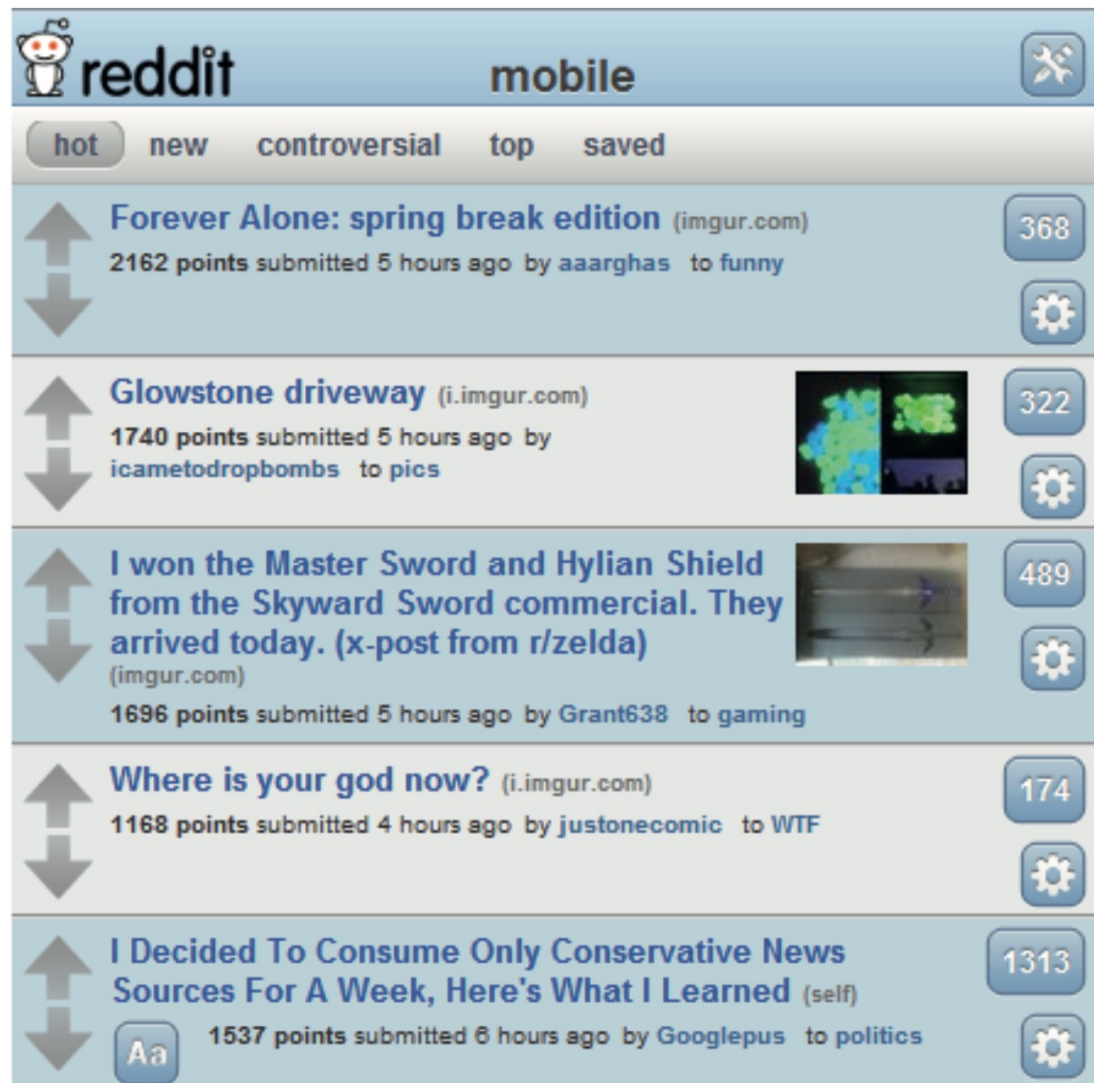 reddit mobile
hot new controversial top saved
Forever Alone: spring break edition (imgur.com) 368
2162 points submitted 5 hours ago by aaarghas to funny
Glowstone driveway (i.imgur.com) 322
1740 points submitted 5 hours ago by
icametodropbombs to pics
I won the Master Sword and Hylian Shield 489
from the Skyward Sword commercial. They
arrived today. (x-post from r/zelda)
(imgur.com)
1696 points submitted 5 hours ago by Grant638 to gaming
Where is your god now? (i.imgur.com) 174
1168 points submitted 4 hours ago by justonecomic to WTF
I Decided To Consume Only Conservative News 1313
Sources For A Week, Here's What I Learned (self)
Aa 1537 points submitted 6 hours ago by Googlepus to politics